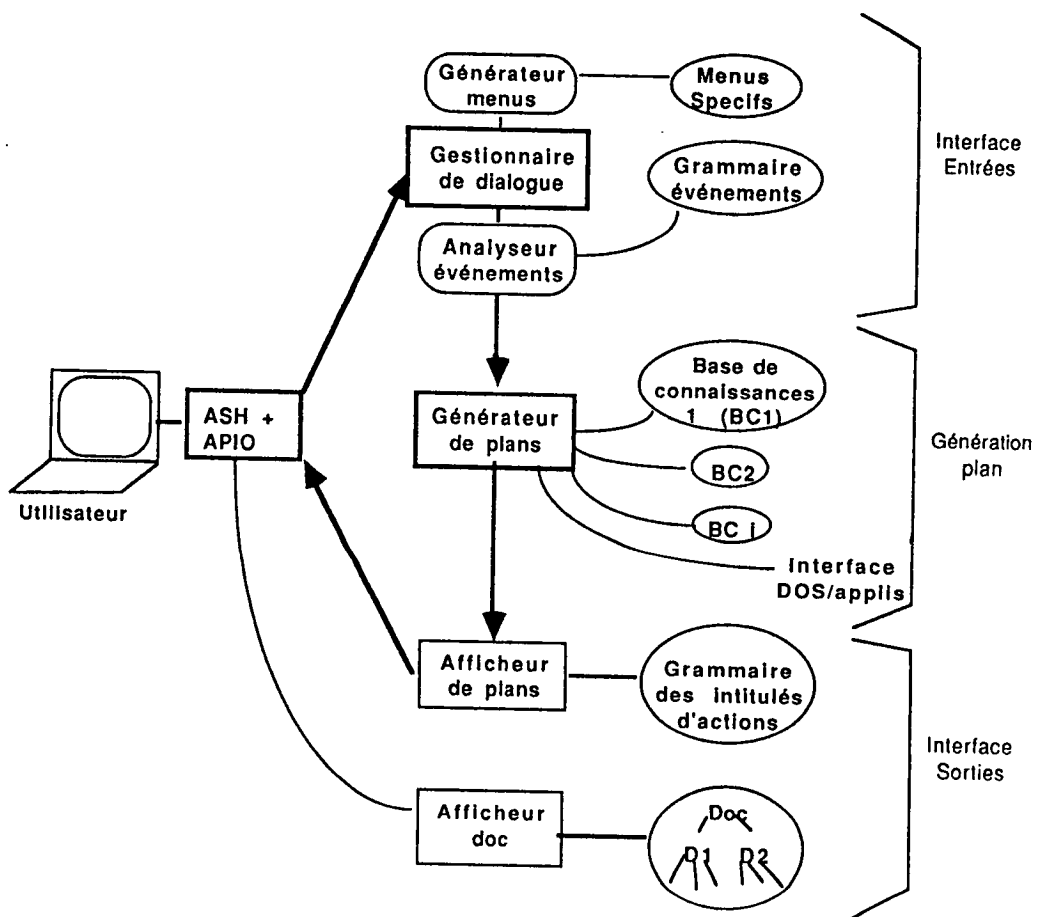 Générateur
menus
Menus
Specifs
Gestionnaire
de dialogue
Grammaire
événements
Analyseur
événements
Interface
Entrées
Base de
connaissances
1 (BC1)
ASH +
APIO
Générateur
de plans
BC2
Génération
plan
Utilisateur
BC i
Interface
DOS/applis
Afficheur
de plans
Grammaire
des intitulés
d'actions
Interface
Sorties
Afficheur
doc
Doc
D1 D2